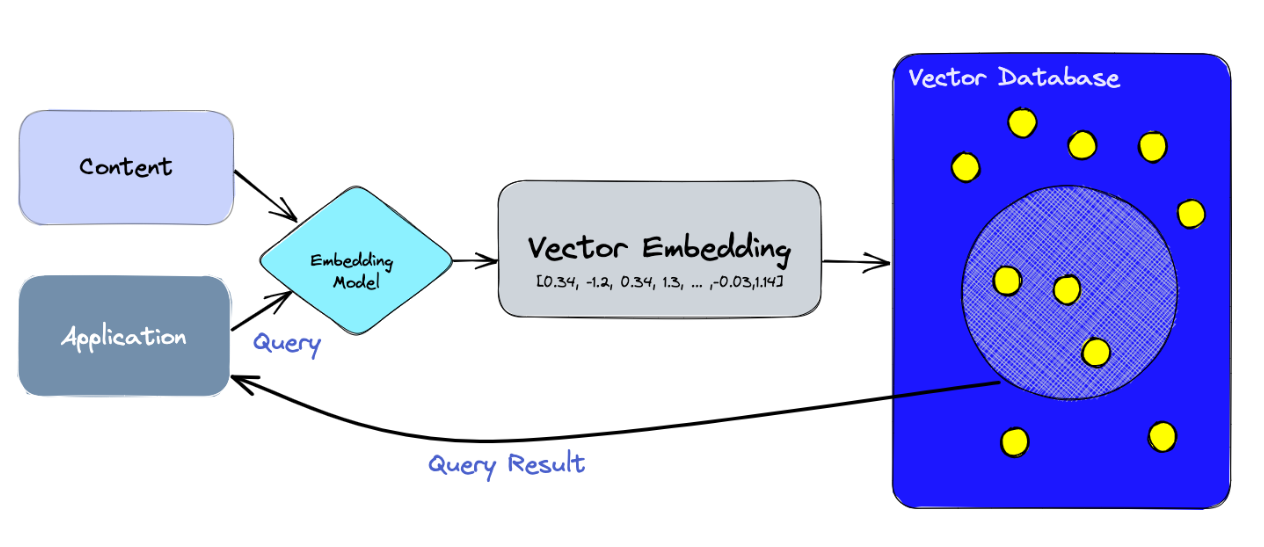 Vector Database
Content
Embedding
Model
Vector Embedding
[0.34, -1.2, 0.34, 1.3, ... ,-0.03,1.14]
Application
Query
Query Result